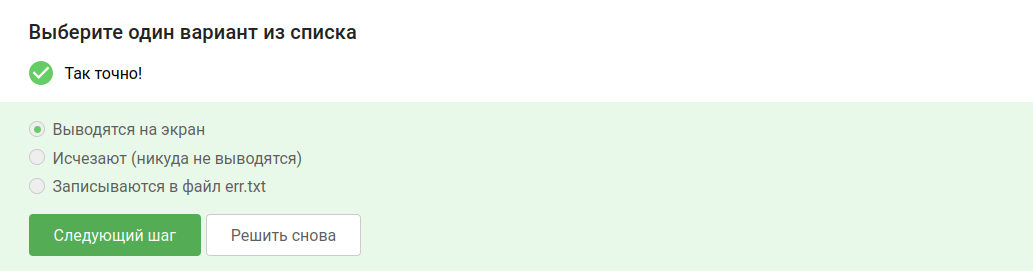 Выберите один вариант из списка
Так точно!
Выводятся на экран
Исчезают (никуда не выводятся)
Записываются в файл err.txt
Следующий шаг
Решить снова